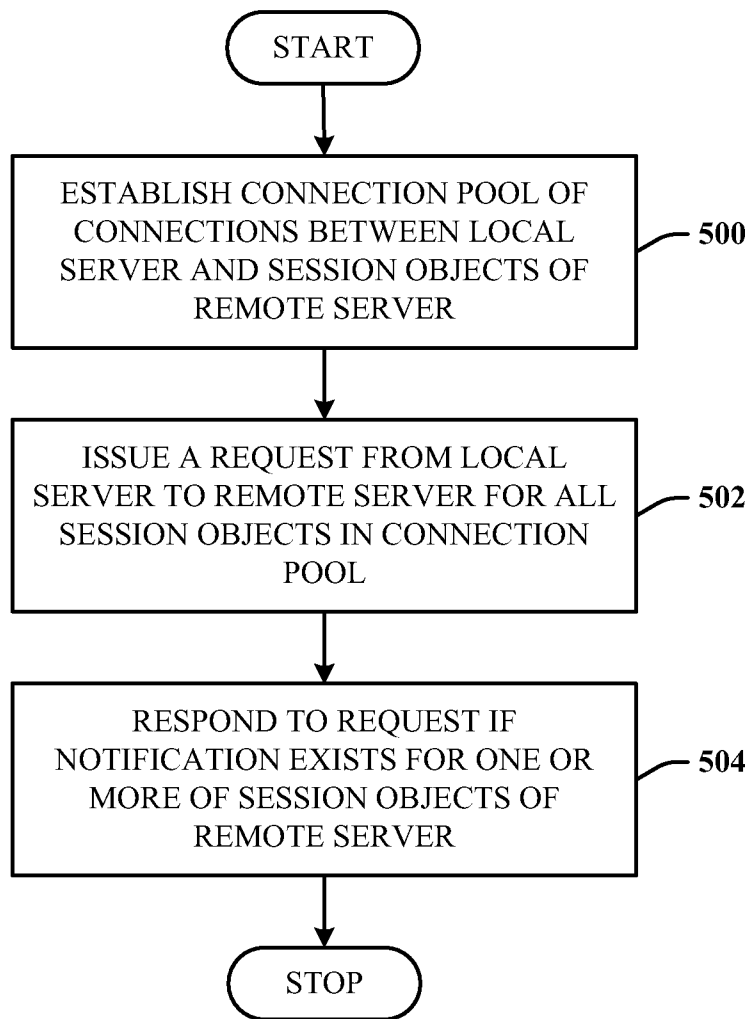 START
ESTABLISH CONNECTION POOL OF
CONNECTIONS BETWEEN LOCAL
SERVER AND SESSION OBJECTS OF
REMOTE SERVER
500
ISSUE A REQUEST FROM LOCAL
SERVER TO REMOTE SERVER FOR ALL
SESSION OBJECTS IN CONNECTION
POOL
502
RESPOND TO REQUEST IF
NOTIFICATION EXISTS FOR ONE OR
MORE OF SESSION OBJECTS OF
REMOTE SERVER
504
STOP